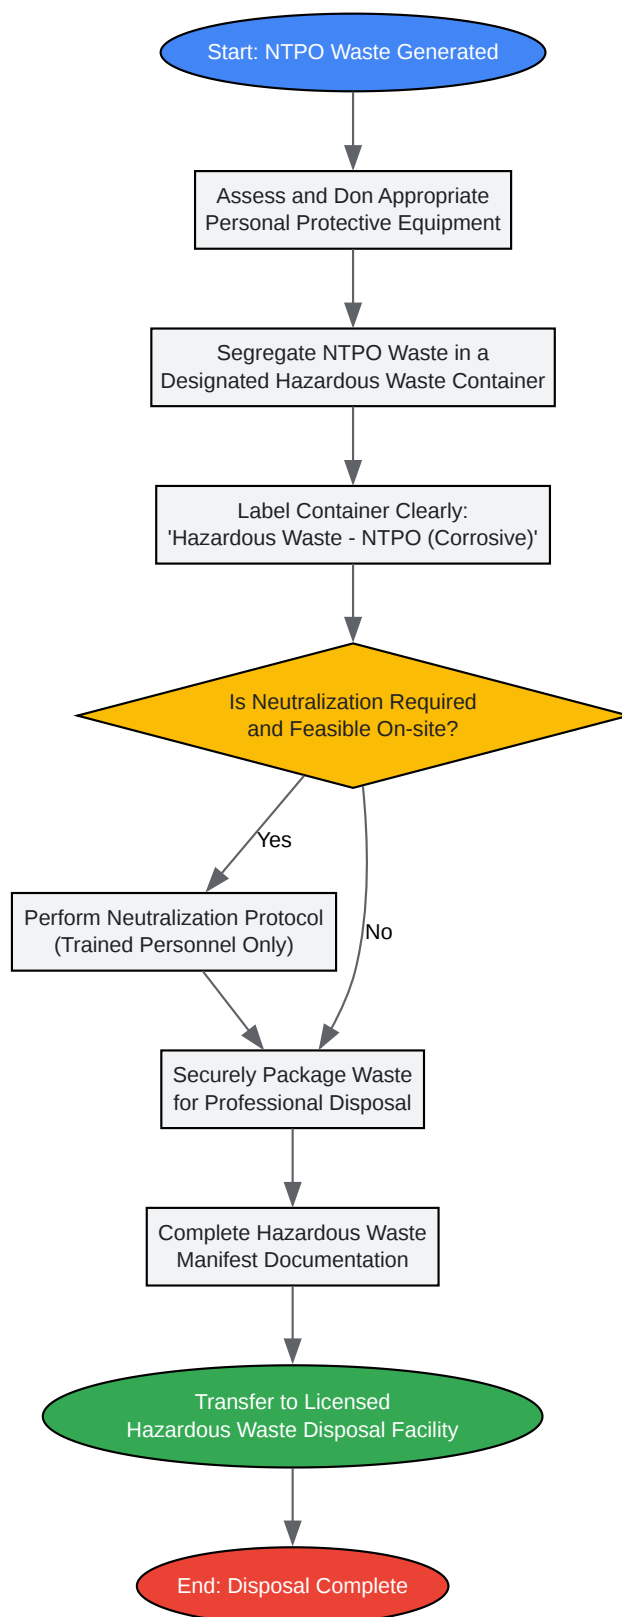 Start: NTPO Waste Generated
Assess and Don Appropriate
Personal Protective Equipment
Segregate NTPO Waste in a
Designated Hazardous Waste Container
Label Container Clearly:
'Hazardous Waste - NTPO (Corrosive)'
Is Neutralization Required
and Feasible On-site?
Yes
Perform Neutralization Protocol
(Trained Personnel Only)
No
Securely Package Waste
for Professional Disposal
Complete Hazardous Waste
Manifest Documentation
Transfer to Licensed
Hazardous Waste Disposal Facility
End: Disposal Complete